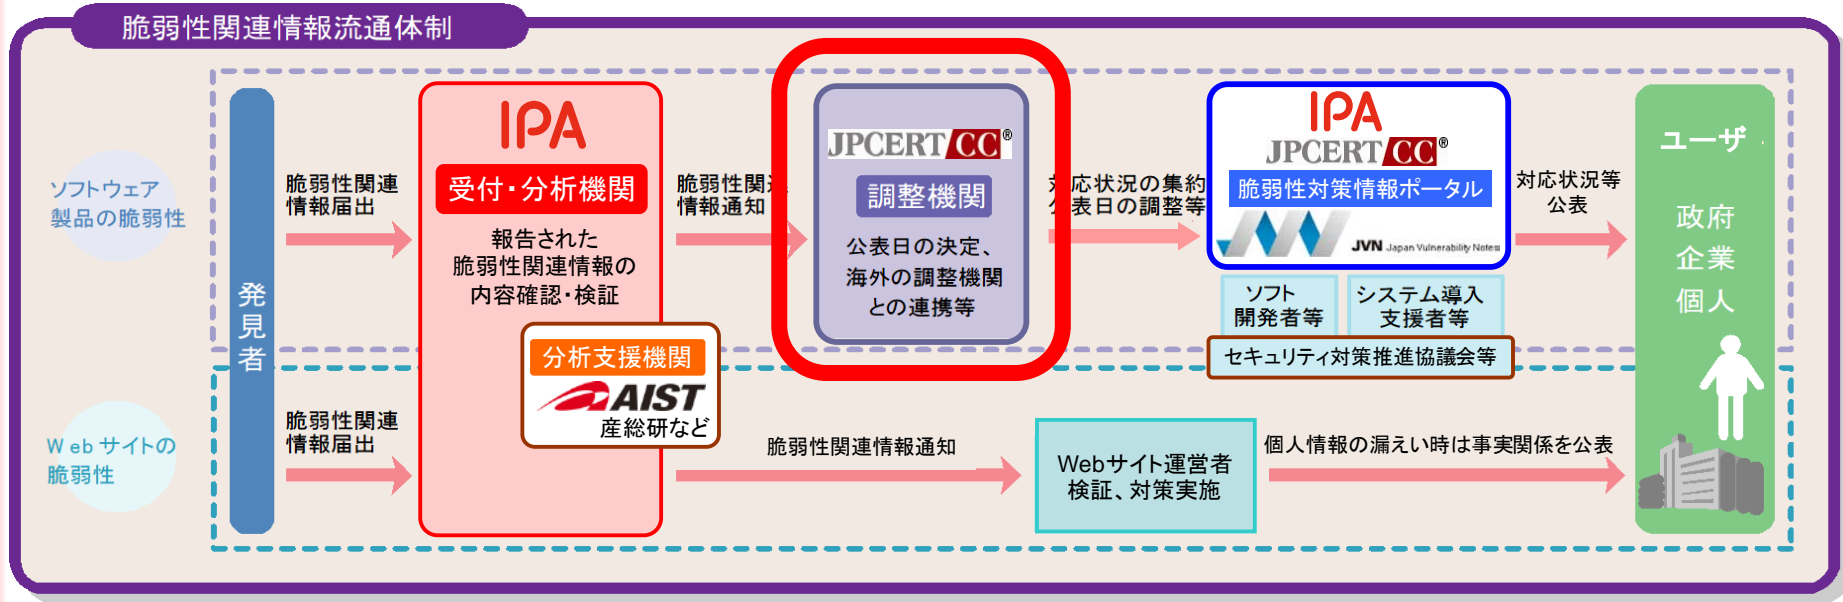 脆弱性関連情報流通体制
ソフトウェア
製品の脆弱性
Webサイトの
脆弱性
発見者
脆弱性関連
情報届出
脆弱性関連
情報届出
IPA
受付・分析機関
報告された
脆弱性関連情報の
内容確認・検証
分析支援機関
AIST
産総研など
脆弱性関連
情報通知
JPCERT CC®
調整機関
公表日の決定、
海外の調整機関
との連携等
対応状況の集約
公表日の調整等
IPA
JPCERT CC®
脆弱性対策情報ポータル
JVN Japan Vulnerability Notes
ソフト
開発者等
システム導入
支援者等
セキュリティ対策推進協議会等
対応状況等
公表
脆弱性関連情報通知
Webサイト運営者
検証、対策実施
個人情報の漏えい時は事実関係を公表
ユーザ
政府
企業
個人